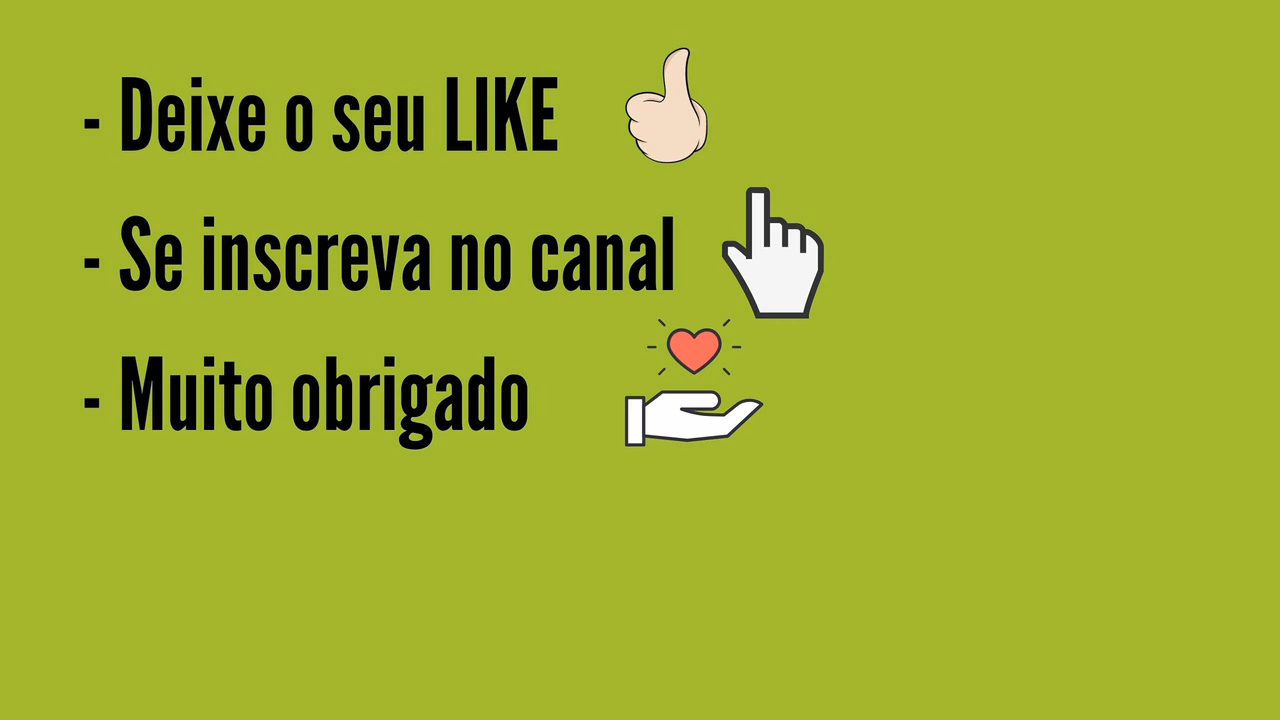 - Deixe o seu LIKE
- Se inscreva no canal
- Muito obrigado